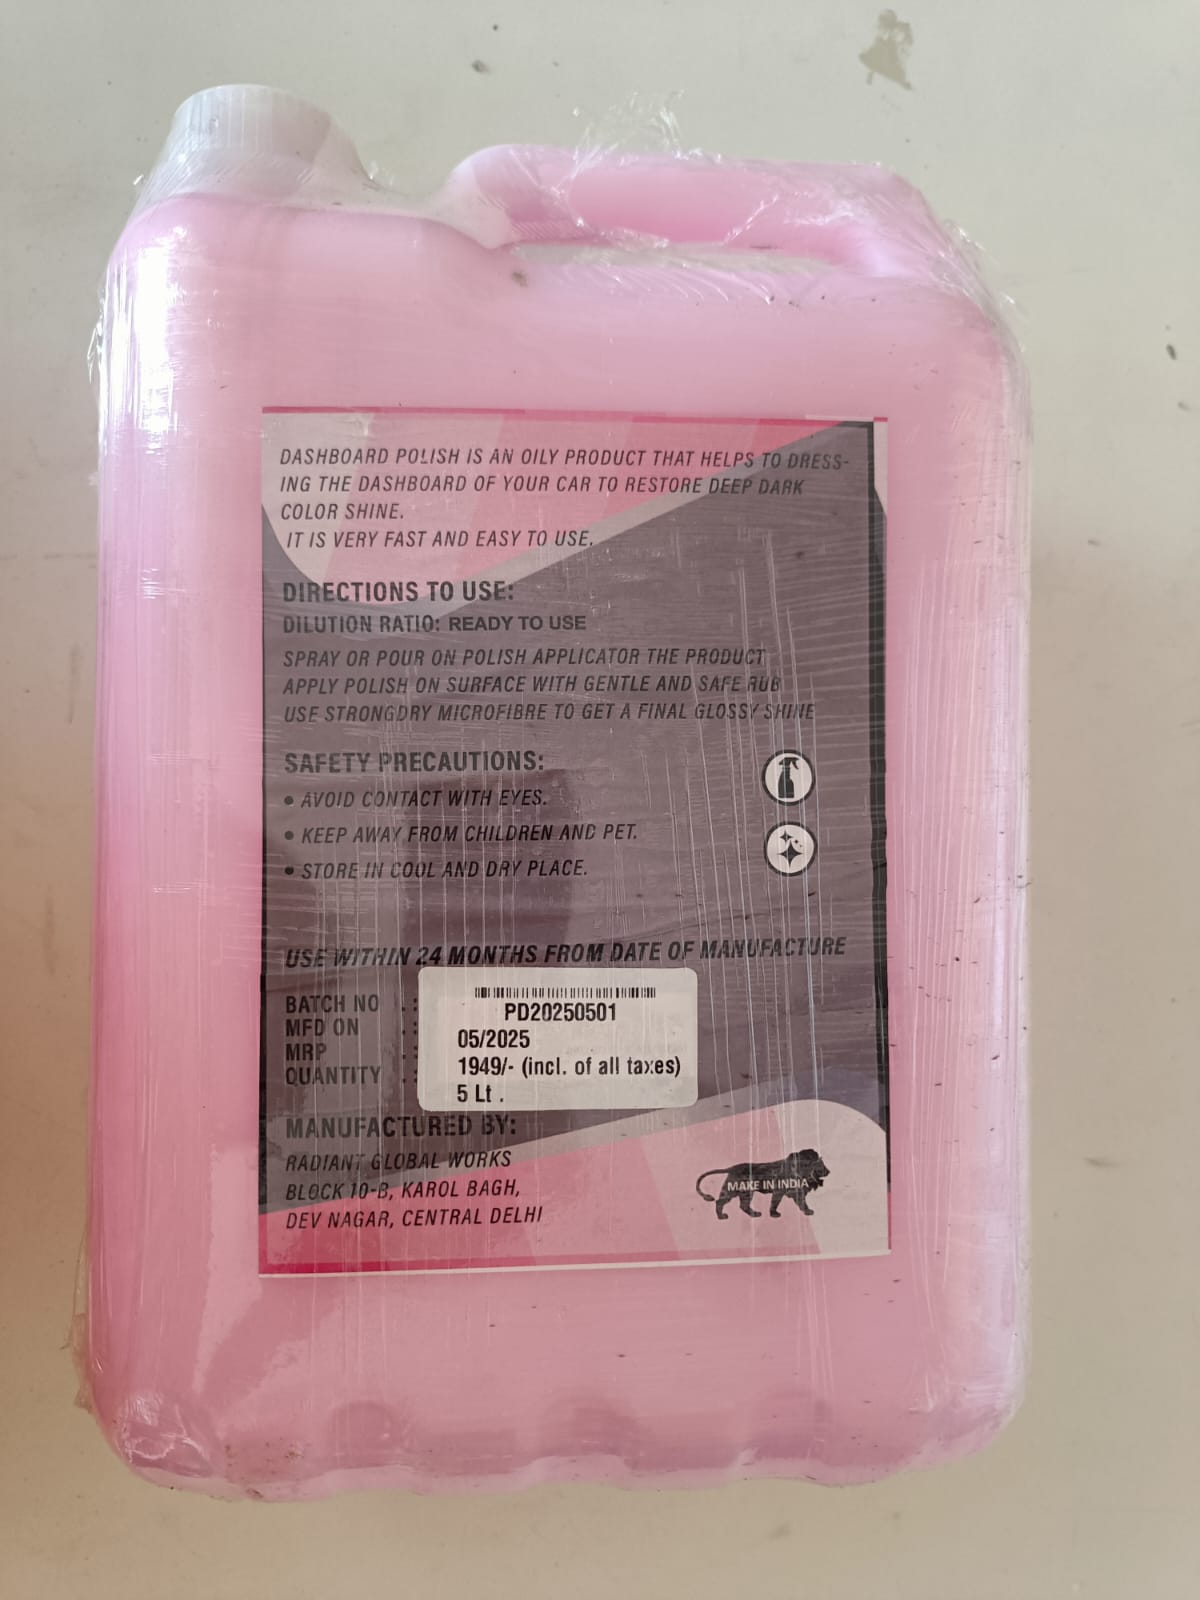 DASHBOARD POLISH IS AN OILY PRODUCT THAT HELPS TO DRESS-
ING THE DASHBOARD OF YOUR CAR TO RESTORE DEEP DARK
COLOR SHINE.
IT IS VERY FAST AND EASY TO USE.
DIRECTIONS TO USE:
DILUTION RATIO: READY TO USE
SPRAY OR POUR ON POLISH APPLICATOR THE PRODUCT
APPLY POLISH ON SURFACE WITH GENTLE AND SAFE RUB
USE STRONGDRY MICROFIBRE TO GET A FINAL GLOSSY SHINE
SAFETY PRECAUTIONS:
• AVOID CONTACT WITH EYES.
• KEEP AWAY FROM CHILDREN AND PET.
• STORE IN COOL AND DRY PLACE.
USE WITHIN 24 MONTHS FROM DATE OF MANUFACTURE
BATCH NO . : PD20250501
MFD ON . : 05/2025
MRP . : 1949/- (incl. of all taxes)
QUANTITY . : 5 Lt .
MANUFACTURED BY:
RADIANT GLOBAL WORKS
BLOCK 10-B, KAROL BAGH,
DEV NAGAR, CENTRAL DELHI
MAKE IN INDIA